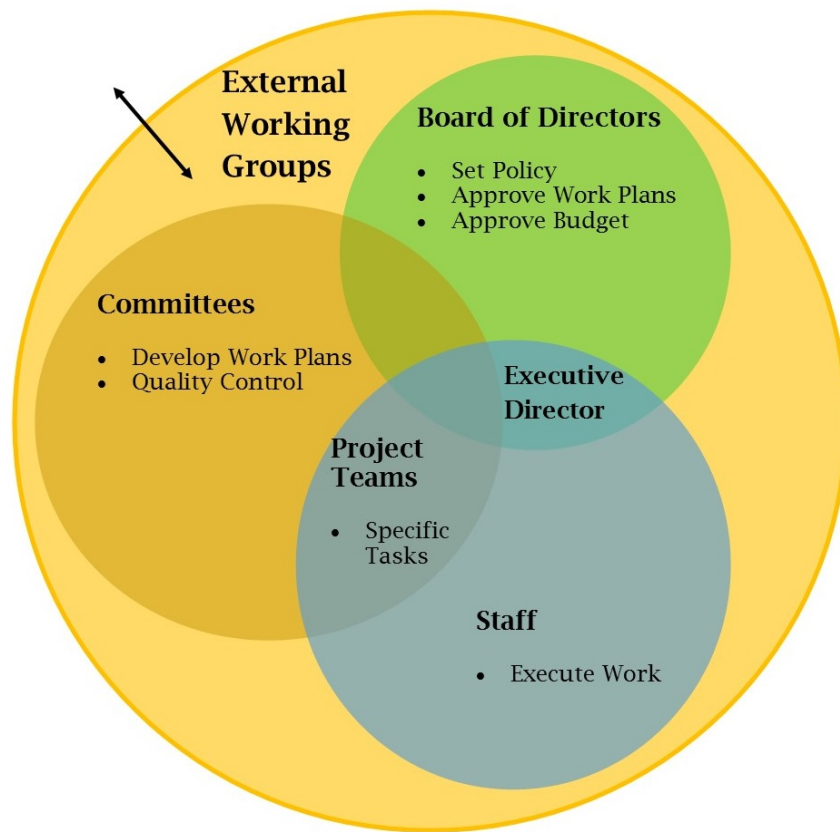 External
Working
Groups
Board of Directors
• Set Policy
• Approve Work Plans
• Approve Budget
Committees
• Develop Work Plans
• Quality Control
Executive
Director
Project
Teams
• Specific
Tasks
Staff
• Execute Work